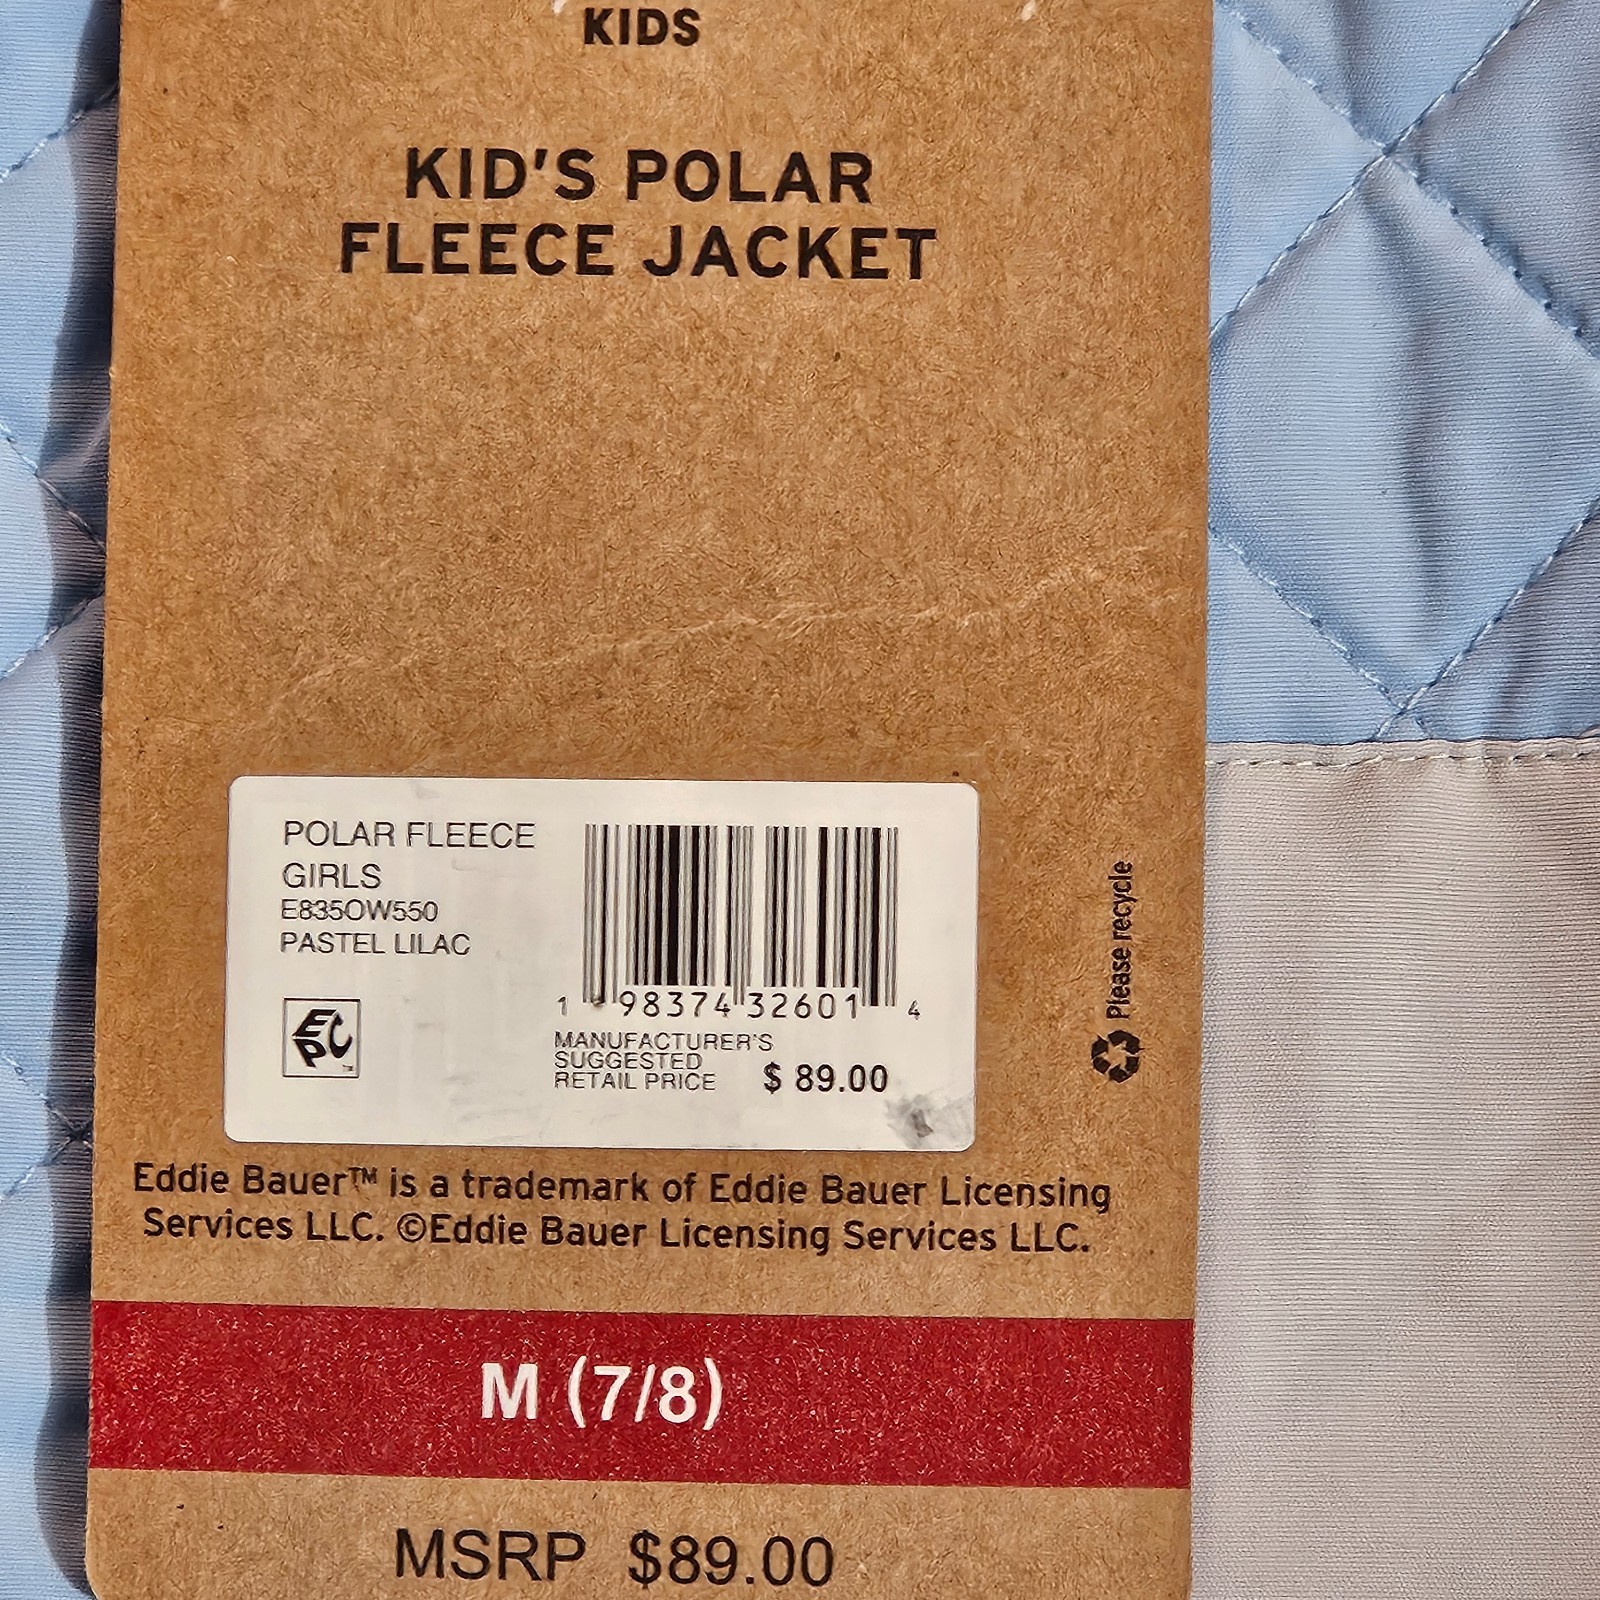 KIDS
KID'S POLAR
FLEECE JACKET
POLAR FLEECE
GIRLS
E835OW550
PASTEL LILAC
EPC
1 98374 32601 4
MANUFACTURER'S
SUGGESTED
RETAIL PRICE $ 89.00
Please recycle
Eddie Bauer™ is a trademark of Eddie Bauer Licensing
Services LLC. ©Eddie Bauer Licensing Services LLC.
M (7/8)
MSRP $89.00